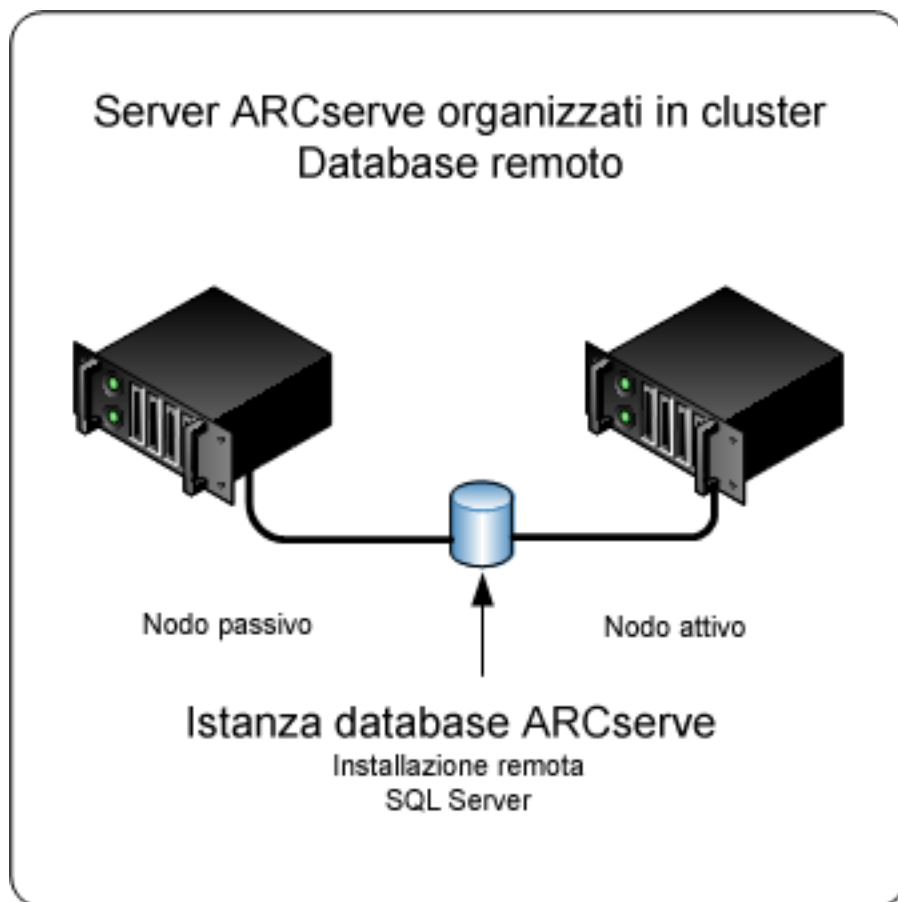 Server ARCserve organizzati in cluster
Database remoto
Nodo passivo
Nodo attivo
Istanza database ARCserve
Installazione remota
SQL Server